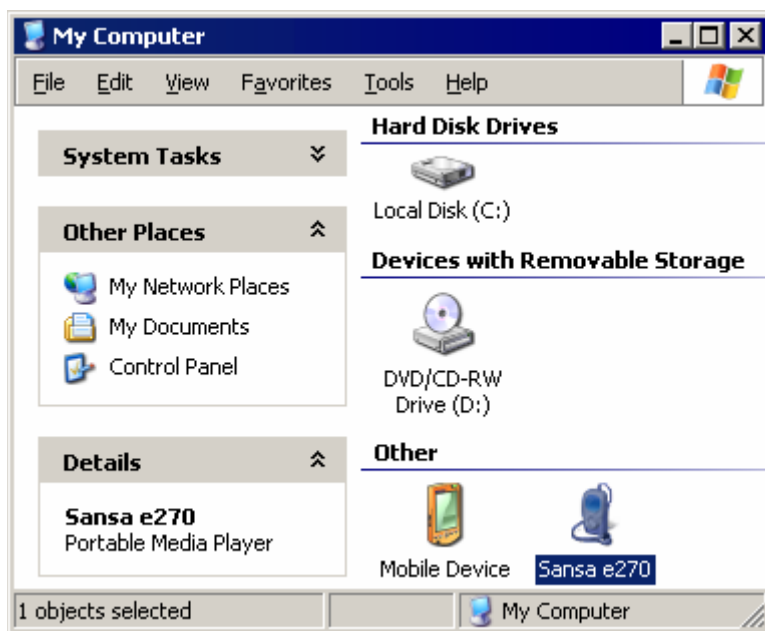 My Computer
File Edit View Favorites Tools Help
System Tasks
Other Places
My Network Places
My Documents
Control Panel
Details
Sansa e270
Portable Media Player
Hard Disk Drives
Local Disk (C:)
Devices with Removable Storage
DVD/CD-RW
Drive (D:)
Other
Mobile Device
Sansa e270
1 objects selected
My Computer